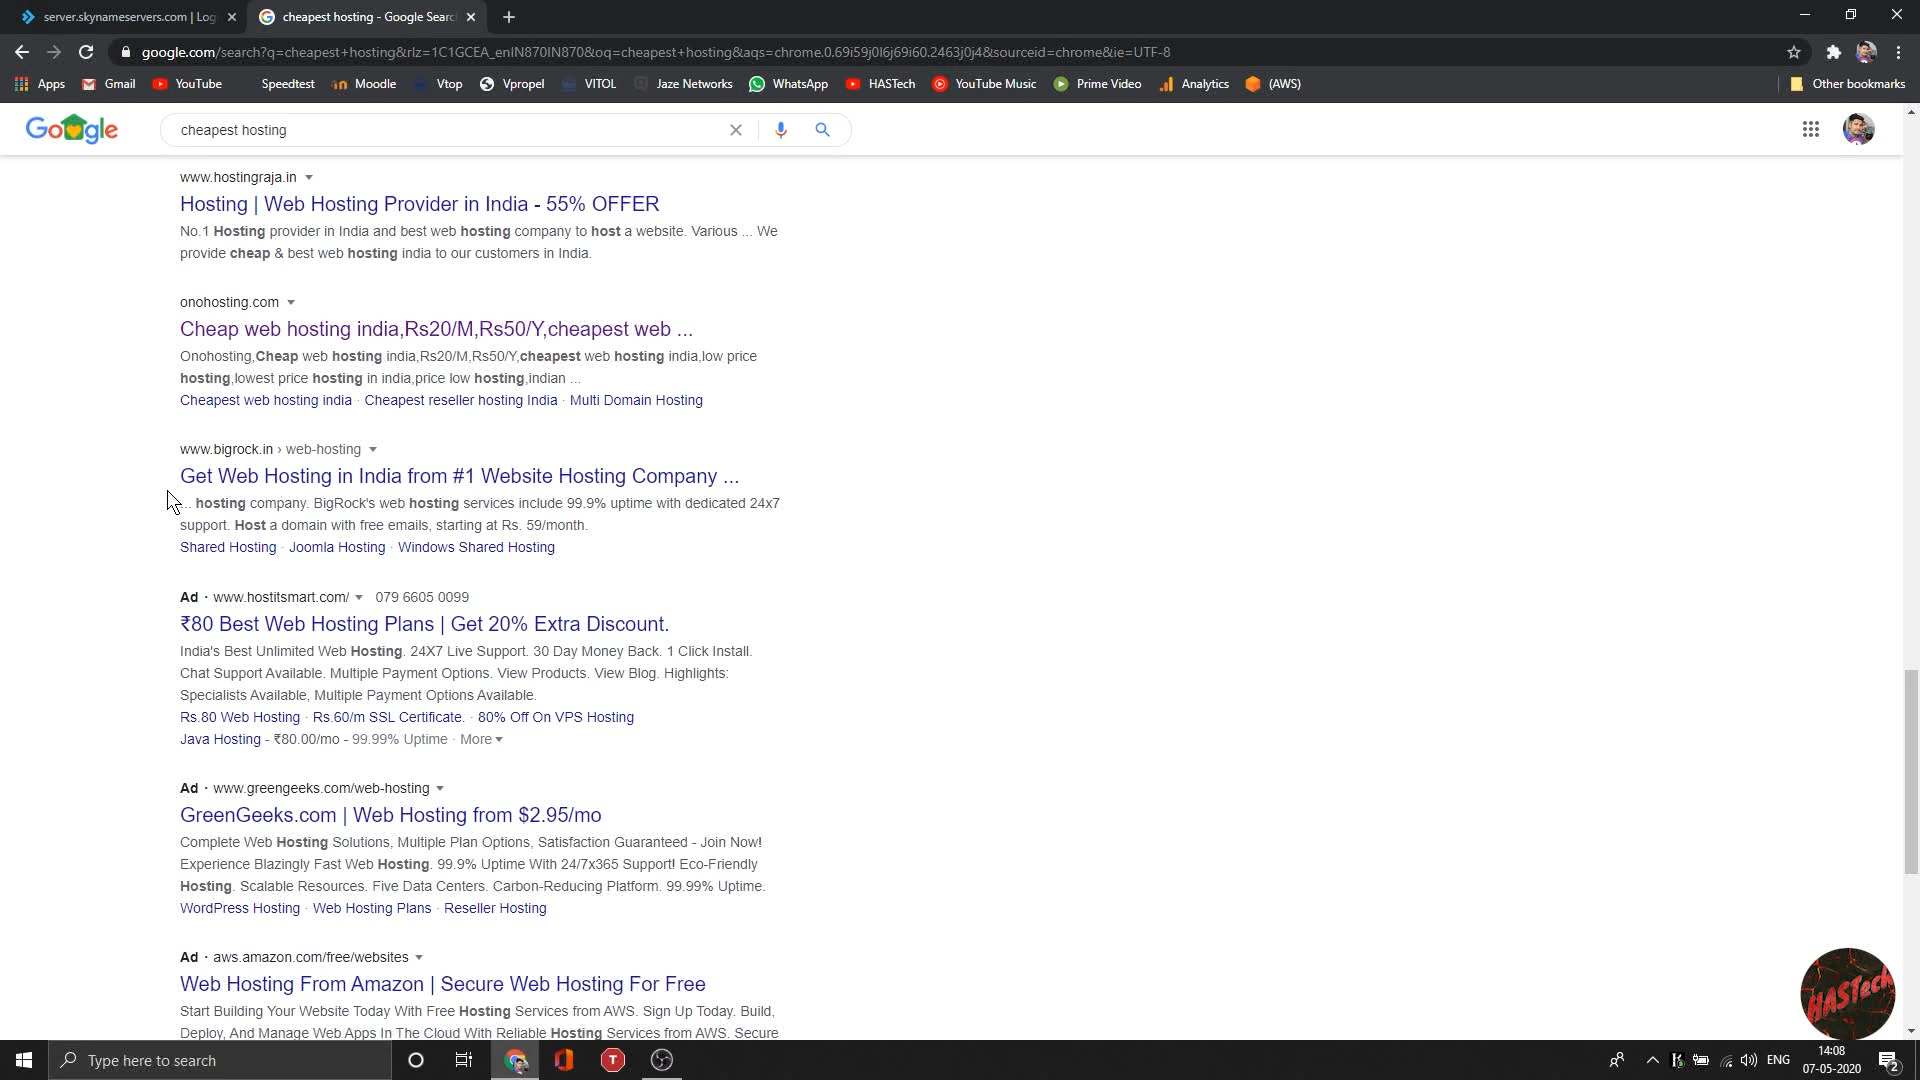 server.skynameservers.com | Log
cheapest hosting - Google Searc
google.com/search?q=cheapest+hosting&rlz=1C1GCEA_enIN870IN870&oq=cheapest+hosting&aqs=chrome.0.69i59j0l6j69i60.2463j0j4&sourceid=chrome&ie=UTF-8
Apps Gmail YouTube Speedtest Moodle Vtop Vpropel VITOL Jaze Networks WhatsApp HASTech YouTube Music Prime Video Analytics (AWS) Other bookmarks
Google
cheapest hosting
www.hostingraja.in
Hosting | Web Hosting Provider in India - 55% OFFER
No.1 Hosting provider in India and best web hosting company to host a website. Various ... We
provide cheap & best web hosting india to our customers in India.
onohosting.com
Cheap web hosting india,Rs20/M,Rs50/Y,cheapest web ...
Onohosting,Cheap web hosting india,Rs20/M,Rs50/Y,cheapest web hosting india,low price
hosting,lowest price hosting in india,price low hosting,indian ...
Cheapest web hosting india · Cheapest reseller hosting India · Multi Domain Hosting
www.bigrock.in › web-hosting
Get Web Hosting in India from #1 Website Hosting Company ...
... hosting company. BigRock's web hosting services include 99.9% uptime with dedicated 24x7
support. Host a domain with free emails, starting at Rs. 59/month.
Shared Hosting · Joomla Hosting · Windows Shared Hosting
Ad · www.hostitsmart.com/ 079 6605 0099
₹80 Best Web Hosting Plans | Get 20% Extra Discount.
India's Best Unlimited Web Hosting. 24X7 Live Support. 30 Day Money Back. 1 Click Install.
Chat Support Available. Multiple Payment Options. View Products. View Blog. Highlights:
Specialists Available, Multiple Payment Options Available.
Rs.80 Web Hosting · Rs.60/m SSL Certificate. · 80% Off On VPS Hosting
Java Hosting - ₹80.00/mo - 99.99% Uptime · More
Ad · www.greengeeks.com/web-hosting
GreenGeeks.com | Web Hosting from $2.95/mo
Complete Web Hosting Solutions, Multiple Plan Options, Satisfaction Guaranteed - Join Now!
Experience Blazingly Fast Web Hosting. 99.9% Uptime With 24/7x365 Support! Eco-Friendly
Hosting. Scalable Resources. Five Data Centers. Carbon-Reducing Platform. 99.99% Uptime.
WordPress Hosting · Web Hosting Plans · Reseller Hosting
Ad · aws.amazon.com/free/websites
Web Hosting From Amazon | Secure Web Hosting For Free
Start Building Your Website Today With Free Hosting Services from AWS. Sign Up Today. Build,
Deploy, And Manage Web Apps In The Cloud With Reliable Hosting Services from AWS. Secure
HASTech
Type here to search
T
ENG
14:08
07-05-2020
2